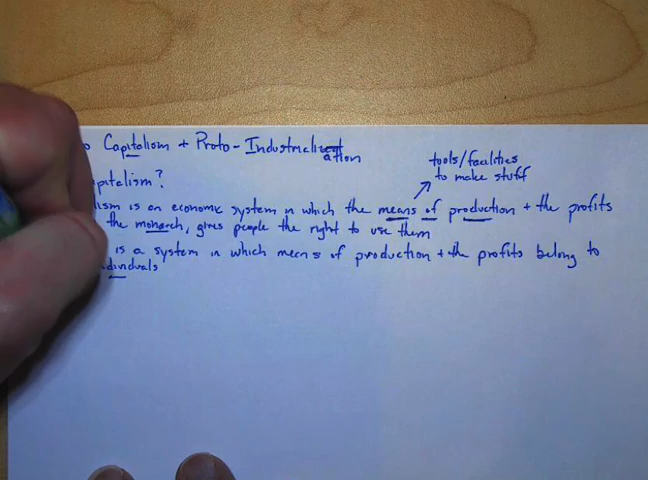 Capitalism + Proto-Industrialization
tools/facilities
to make stuff
pitalism?
lism is an economic system in which the means of production + the profits
the monarch, gives people the right to use them
is a system in which means of production + the profits belong to
dividuals